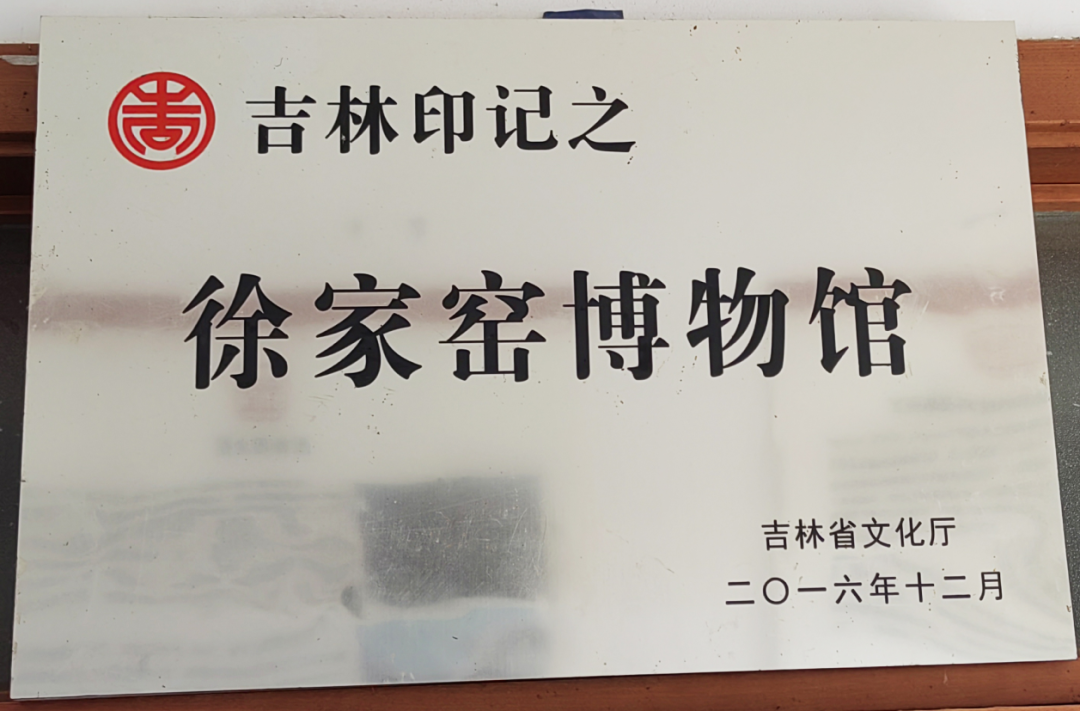 吉林印记之
徐家窑博物馆
吉林省文化厅
二〇一六年十二月